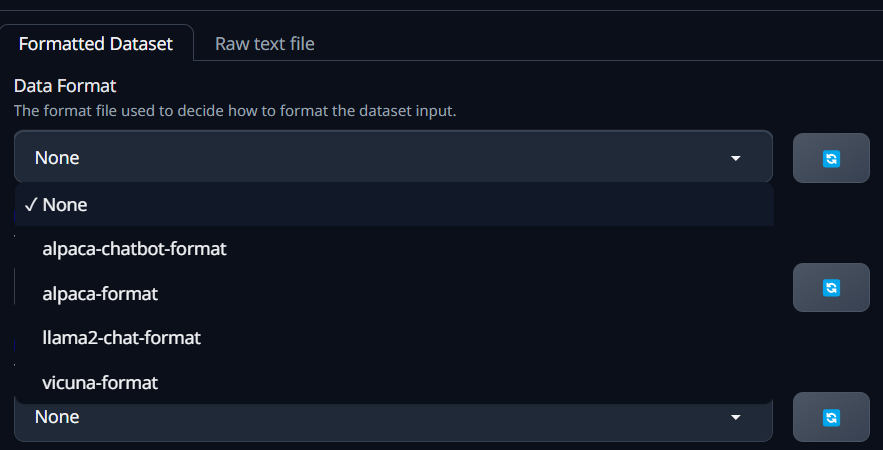 Formatted Dataset
Raw text file
Data Format
The format file used to decide how to format the dataset input.
None
✓ None
alpaca-chatbot-format
alpaca-format
llama2-chat-format
vicuna-format
None